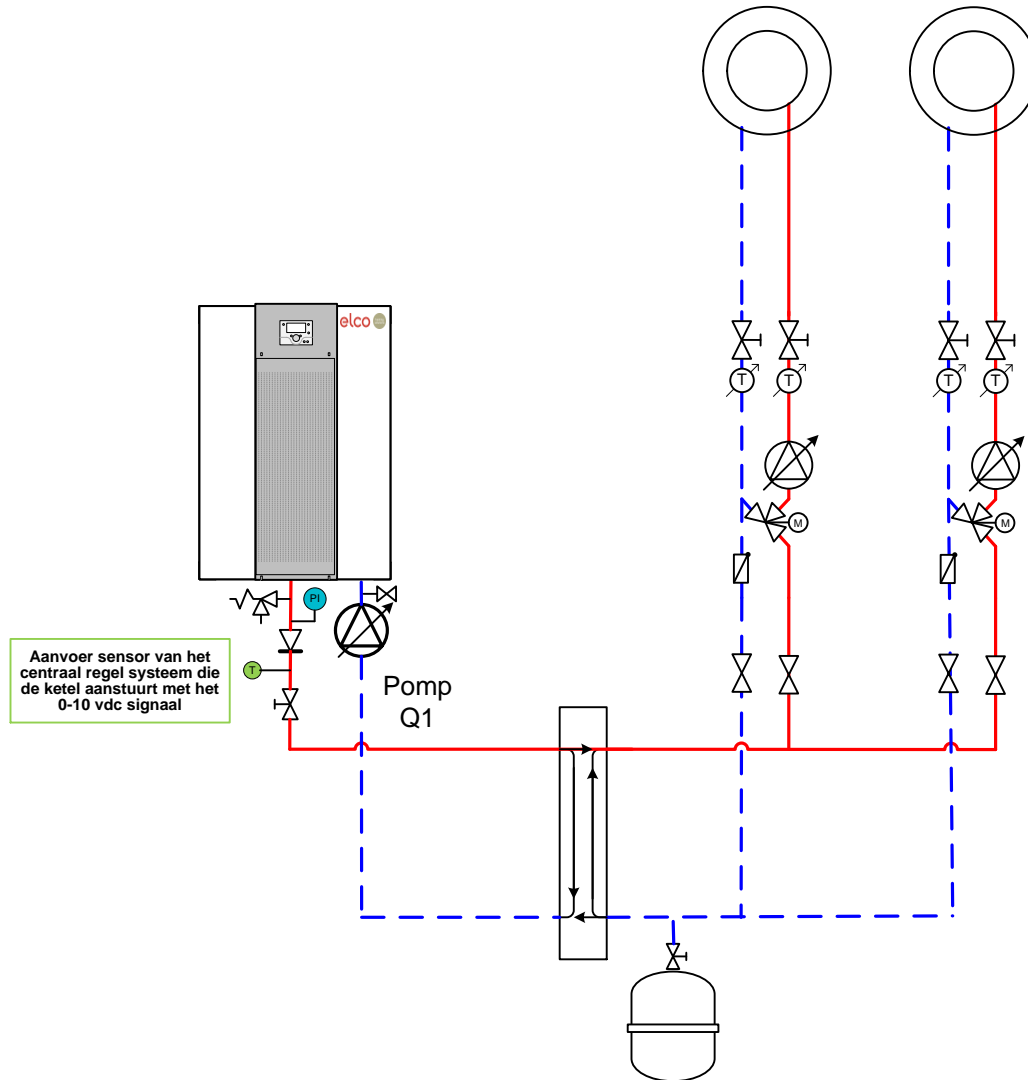 elco
T
T
T
T
M
M
PI
Aanvoer sensor van het
centraal regel systeem die
de ketel aanstuurt met het
0-10 vdc signaal
T
Pomp
Q1